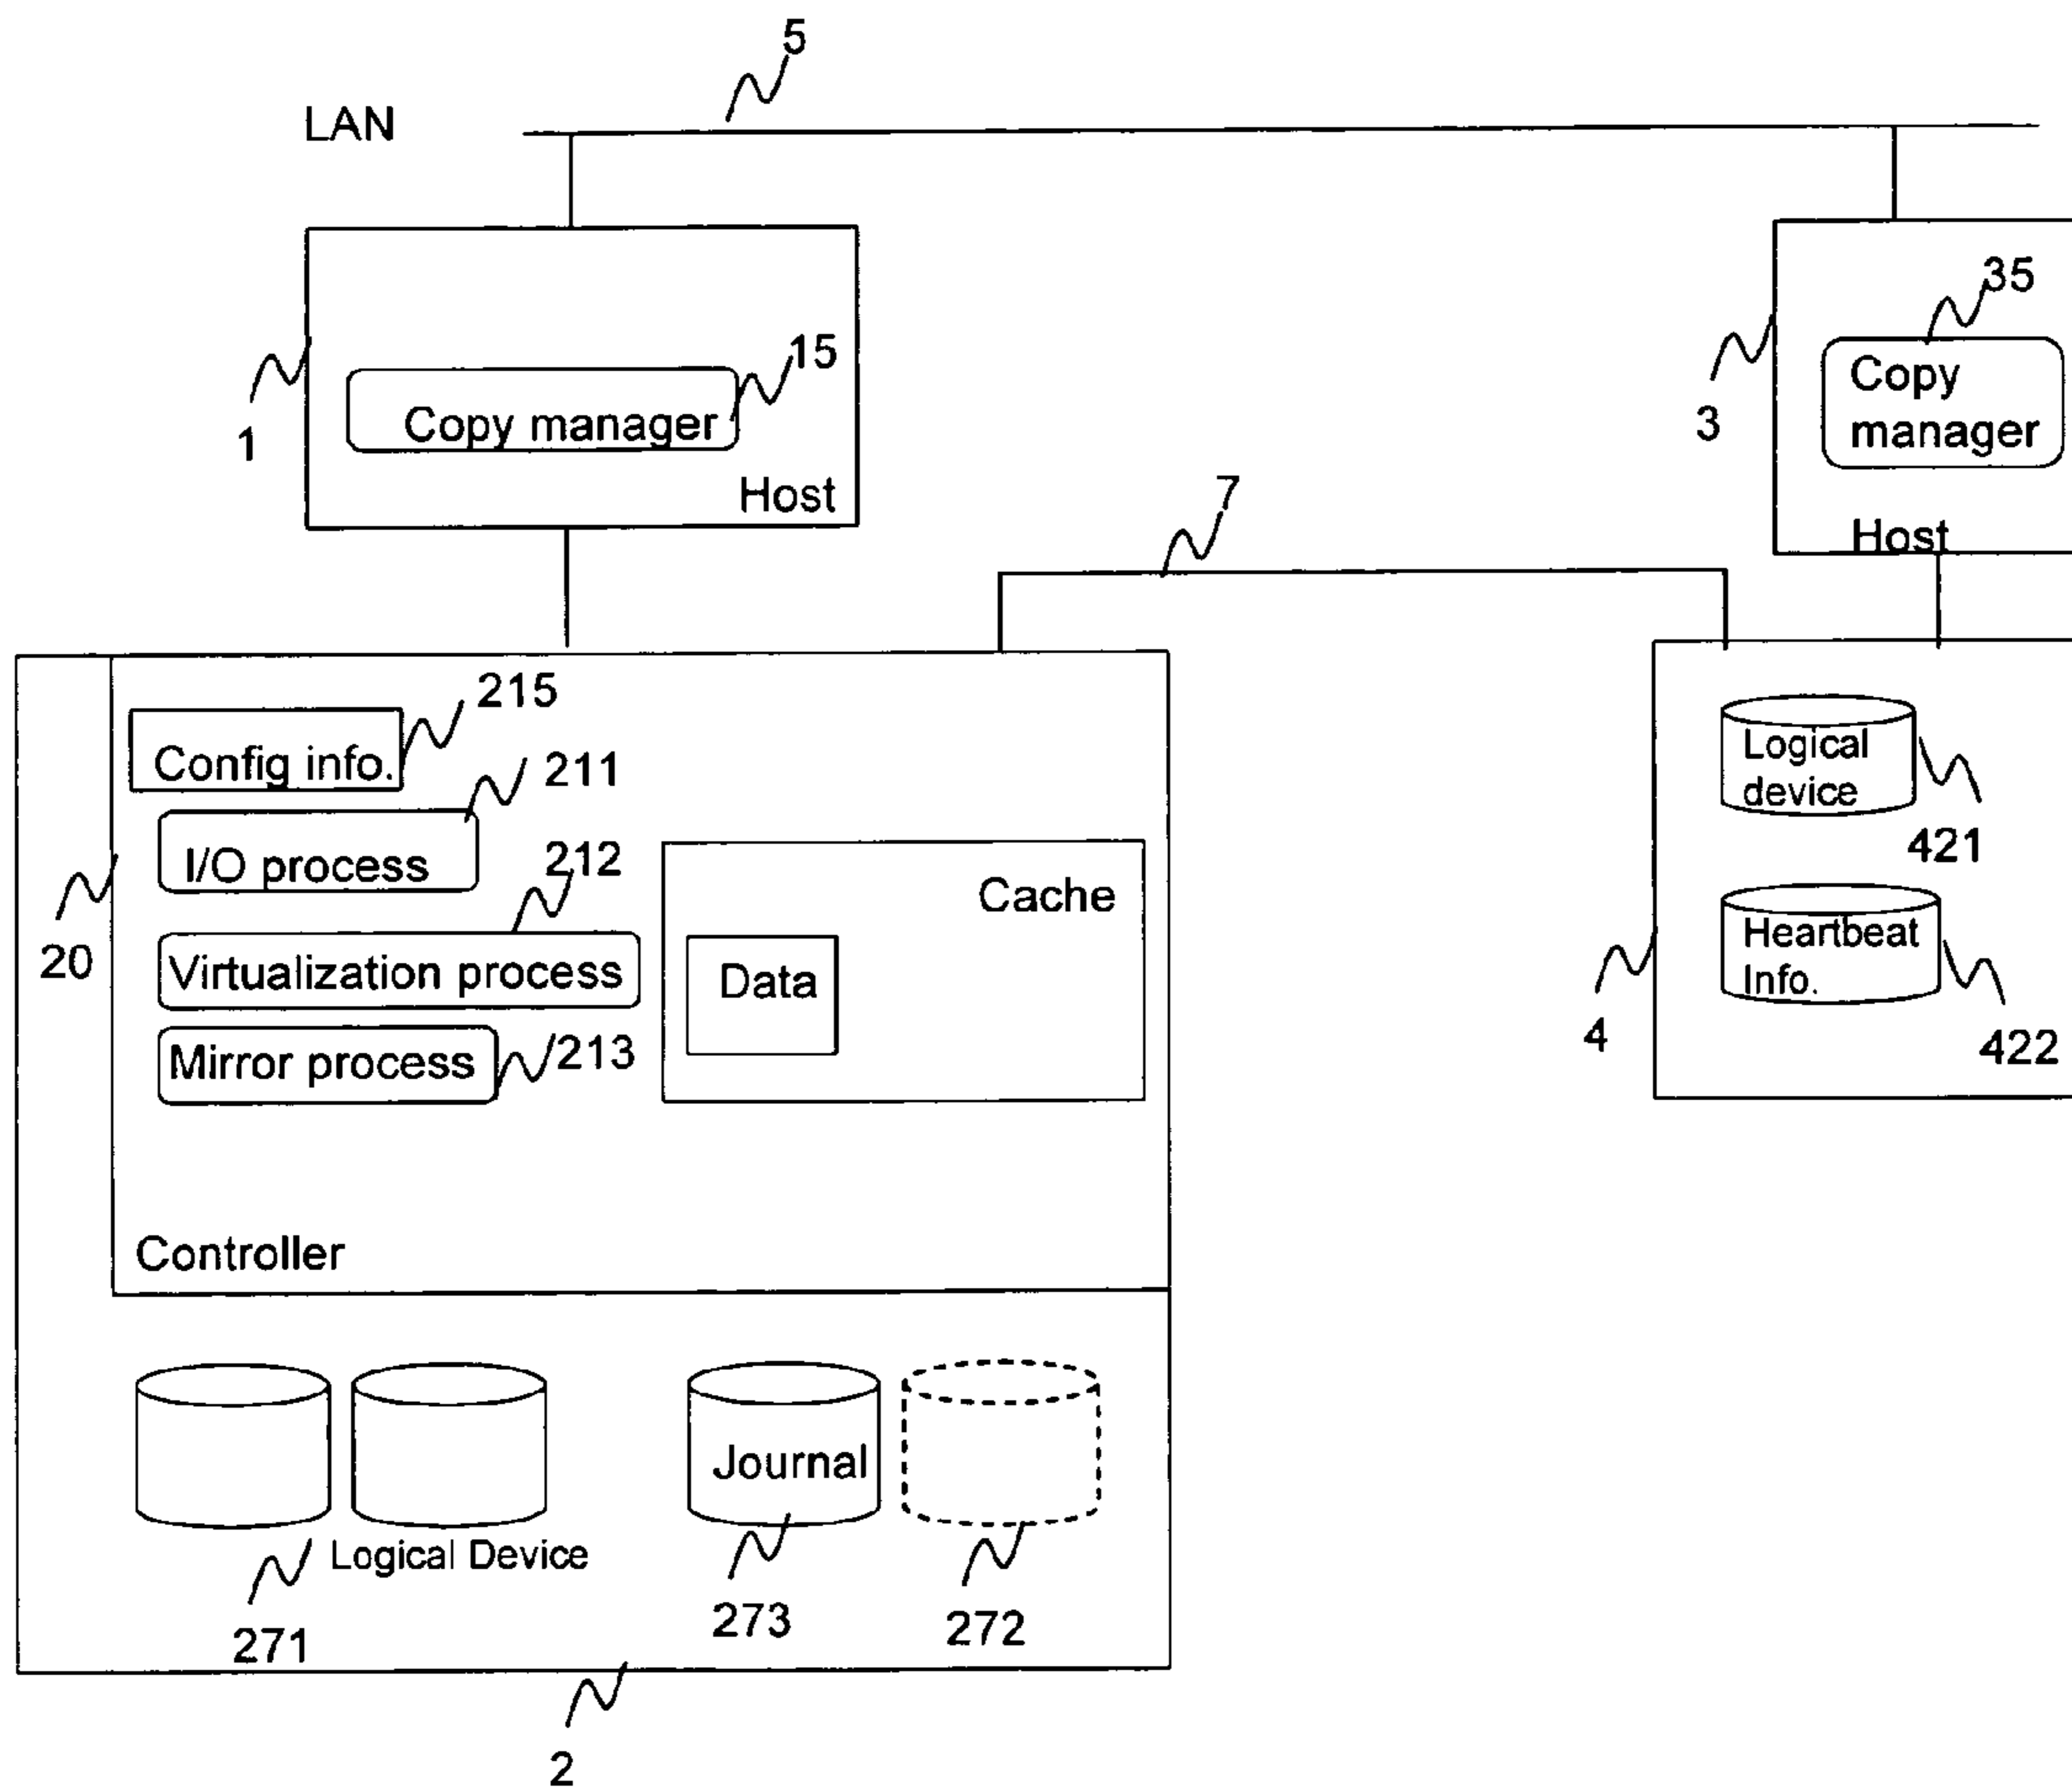 5
LAN
35
15
Copy
manager
1
Copy manager
3
Host
7
Host
215
Config info.
211
I/O process
212
Cache
20
Virtualization process
Data
Mirror process
213
Logical
device
421
Heartbeat
Info.
4
422
Controller
Journal
Logical Device
271
273
272
2